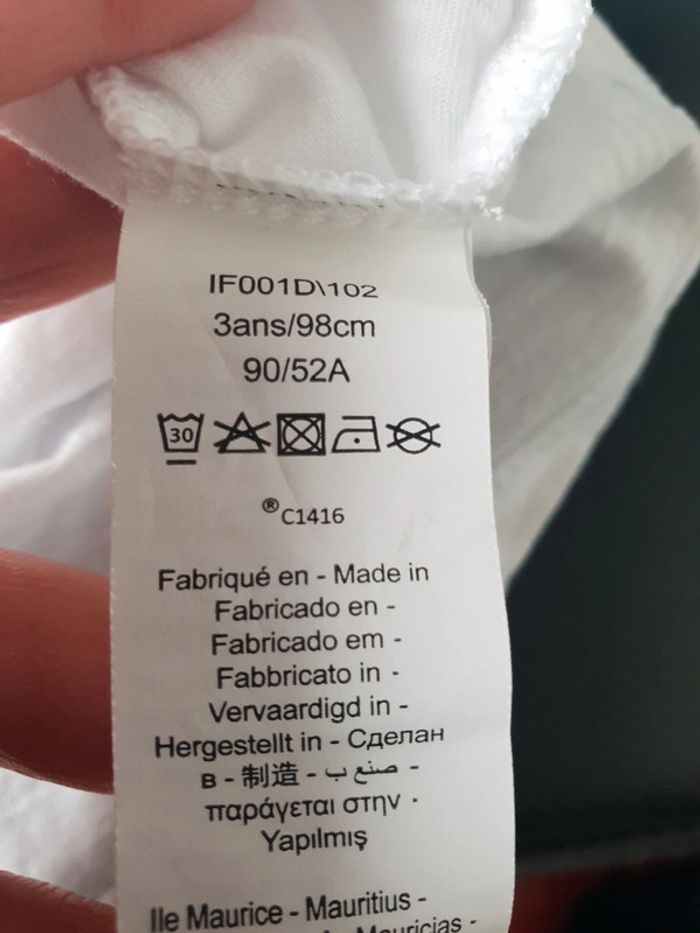 IF001D\102
3ans/98cm
90/52A
30
®C1416
Fabriqué en - Made in
Fabricado en -
Fabricado em -
Fabbricato in -
Vervaardigd in -
Hergestellt in - Сделан
в - 制造 - صنع ب -
παράγεται στην -
Yapılmış
Ile Maurice - Mauritius -
Mauricias -